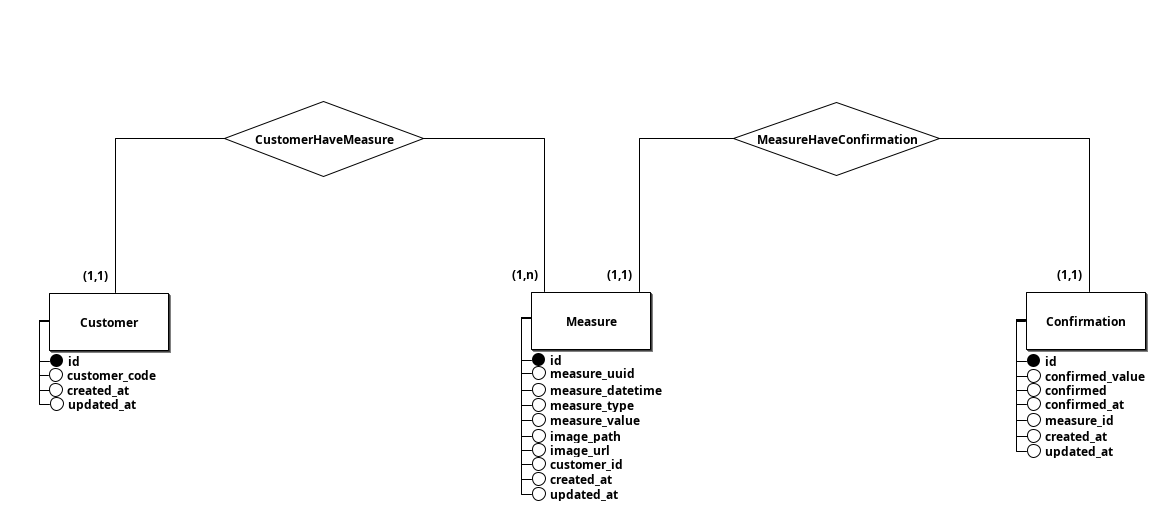 CustomerHaveMeasure
MeasureHaveConfirmation
(1,1)
(1,n)
(1,1)
(1,1)
Customer
id
customer_code
created_at
updated_at
Measure
id
measure_uuid
measure_datetime
measure_type
measure_value
image_path
image_url
customer_id
created_at
updated_at
Confirmation
id
confirmed_value
confirmed
confirmed_at
measure_id
created_at
updated_at